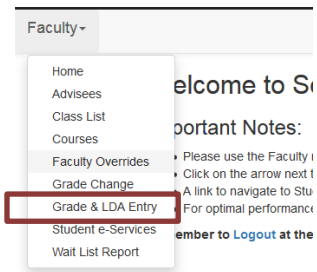 Faculty
Home
Advisees
Class List
Courses
Faculty Overrides
Grade Change
Grade & LDA Entry
Student e-Services
Wait List Report
elcome to S
portant Notes:
Please use the Faculty
Click on the arrow next t
A link to navigate to Stu
For optimal performance
ember to Logout at the